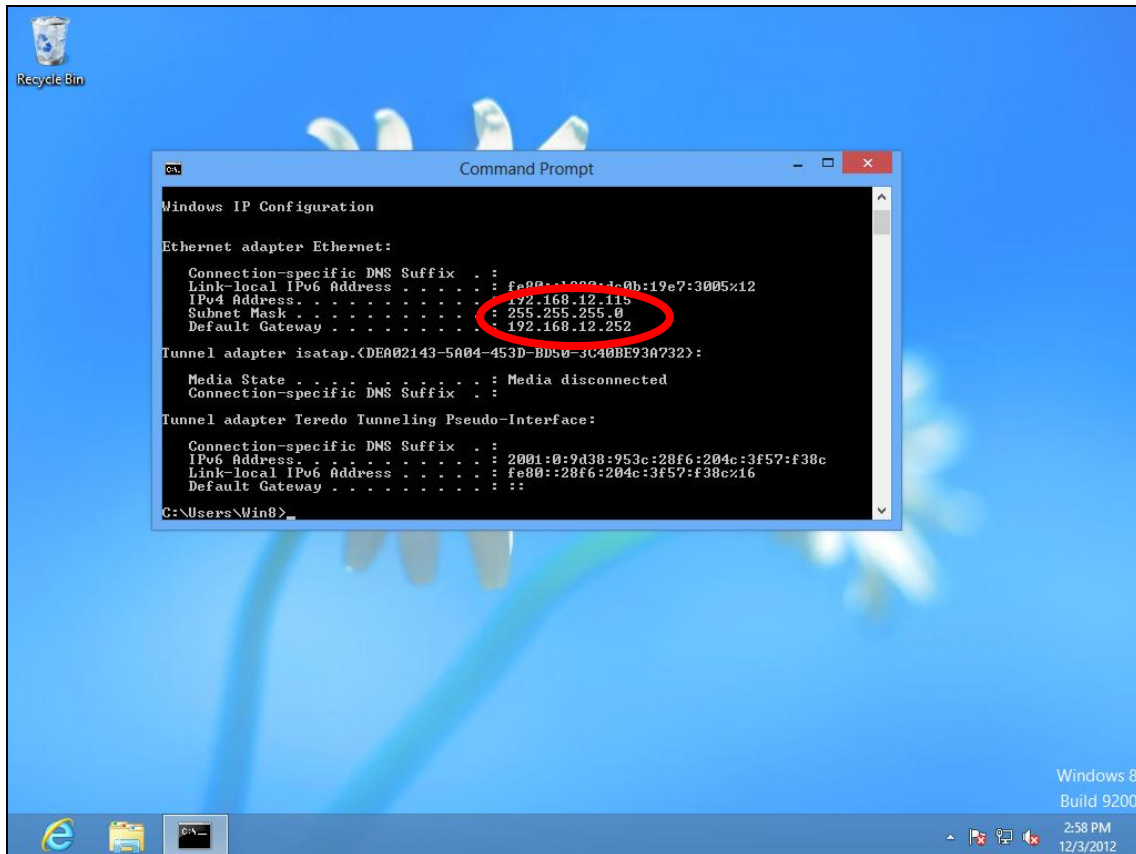 Recycle Bin
Command Prompt
Windows IP Configuration
Ethernet adapter Ethernet:
Connection-specific DNS Suffix . :
Link-local IPv6 Address . . . . . : :19e7:3005%12
IPv4 Address. . . . . . . . . . . : 192.168.12.115
Subnet Mask . . . . . . . . . . . : 255.255.255.0
Default Gateway . . . . . . . . . : 192.168.12.252
Tunnel adapter isatap.{DEA02143-5A04-453D-BD50-3C40BE93A732}:
Media State . . . . . . . . . . . : Media disconnected
Connection-specific DNS Suffix . :
Tunnel adapter Teredo Tunneling Pseudo-Interface:
Connection-specific DNS Suffix . :
IPv6 Address. . . . . . . . . . . : 2001:0:9d38:953c:28f6:204c:3f57:f38c
Link-local IPv6 Address . . . . . : fe80::28f6:204c:3f57:f38c%16
Default Gateway . . . . . . . . . : ::
C:\Users\Win8>_
Windows 8
Build 9200
2:58 PM
12/3/2012